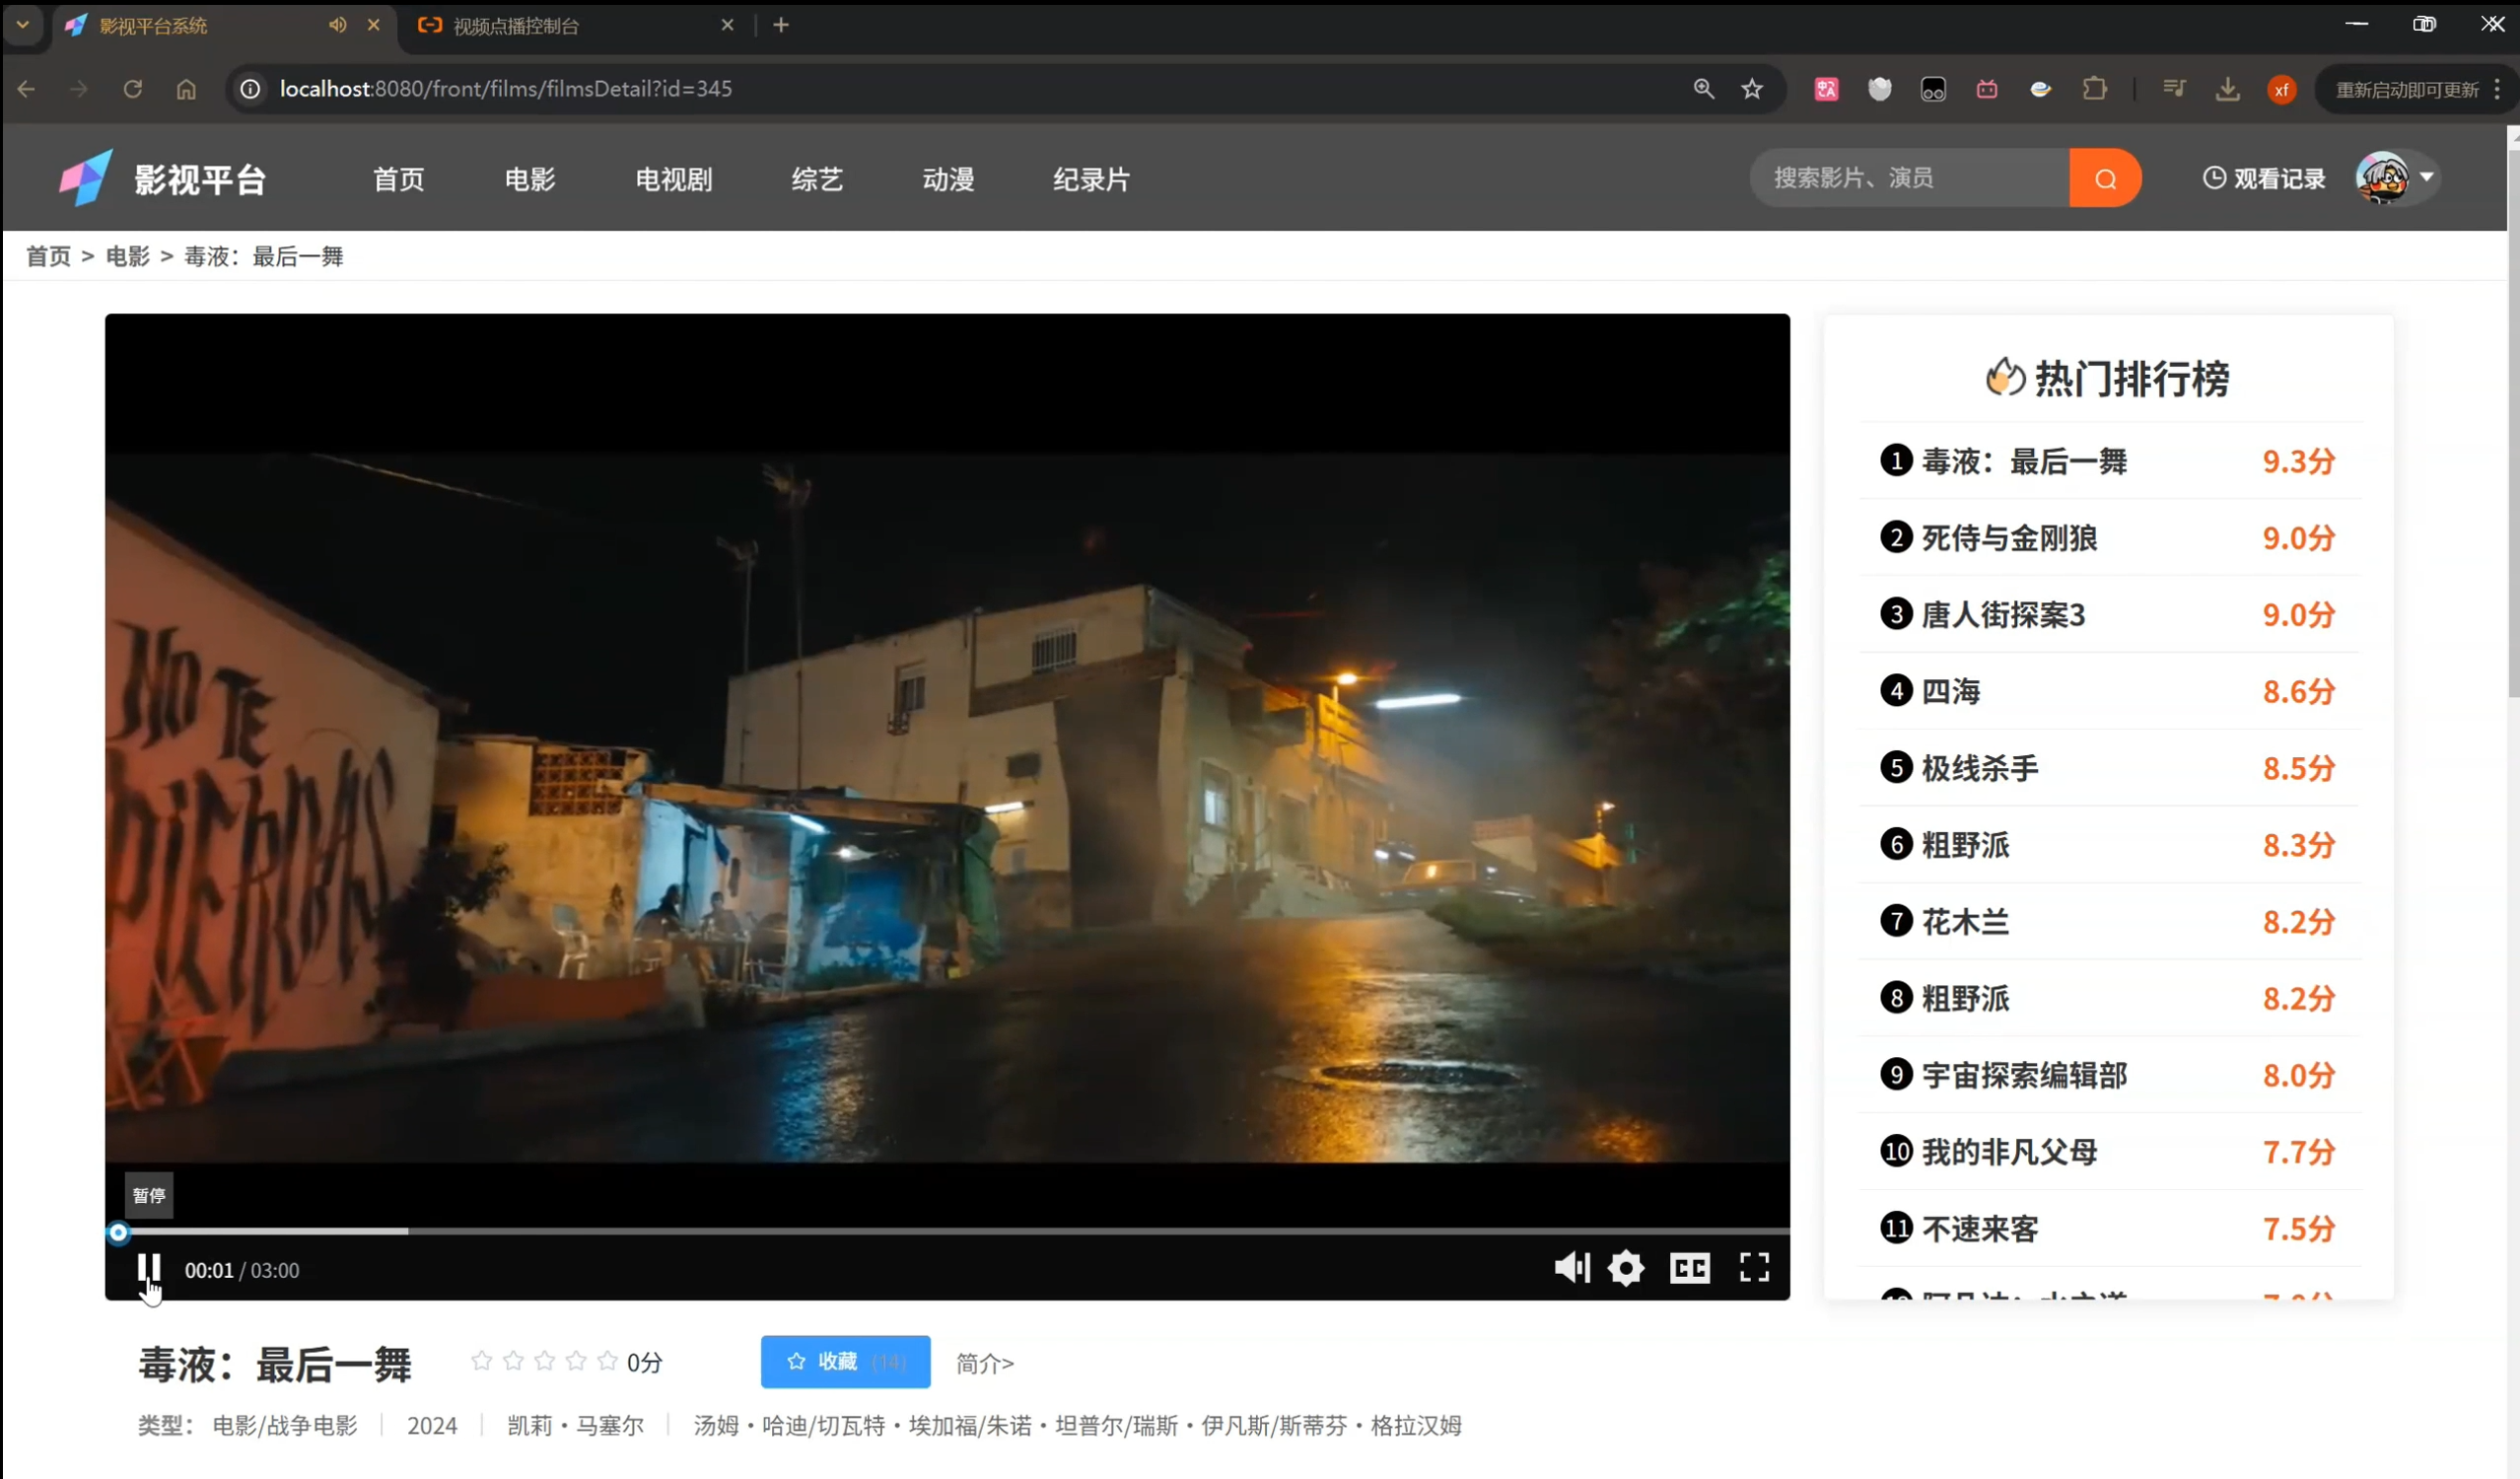 影视平台系统
视频点播控制台
localhost:8080/front/films/filmsDetail?id=345
重新启动即可更新
xf
影视平台
首页
电影
电视剧
综艺
动漫
纪录片
搜索影片、演员
观看记录
首页 > 电影 > 毒液：最后一舞
NO TE
PIERDAS
热门排行榜
1 毒液：最后一舞 9.3分
2 死侍与金刚狼 9.0分
3 唐人街探案3 9.0分
4 四海 8.6分
5 极线杀手 8.5分
6 粗野派 8.3分
7 花木兰 8.2分
8 粗野派 8.2分
9 宇宙探索编辑部 8.0分
10 我的非凡父母 7.7分
11 不速来客 7.5分
暂停
00:01 / 03:00
CC
毒液：最后一舞
0分
收藏 (14)
简介>
类型： 电影/战争电影 | 2024 | 凯莉·马塞尔 | 汤姆·哈迪/切瓦特·埃加福/朱诺·坦普尔/瑞斯·伊凡斯/斯蒂芬·格拉汉姆